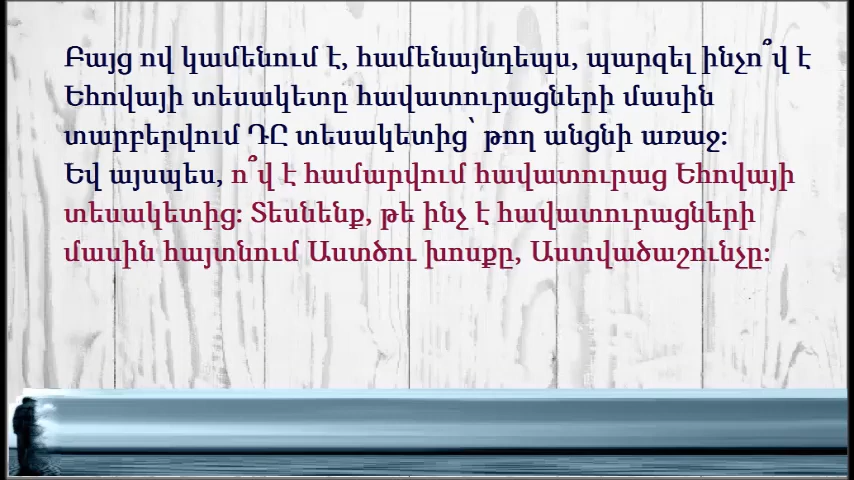 Բայց ով կամենում է, համենայնդեպս, պարզել ինչո՞վ է
Եհովայի տեսակետը հավատուրացների մասին
տարբերվում ԴԸ տեսակետից՝ թող անցնի առաջ։
Եվ այսպես, ո՞վ է համարվում հավատուրաց Եհովայի
տեսակետից։ Տեսնենք, թե ինչ է հավատուրացների
մասին հայտնում Աստծու խոսքը, Աստվածաշունչը։